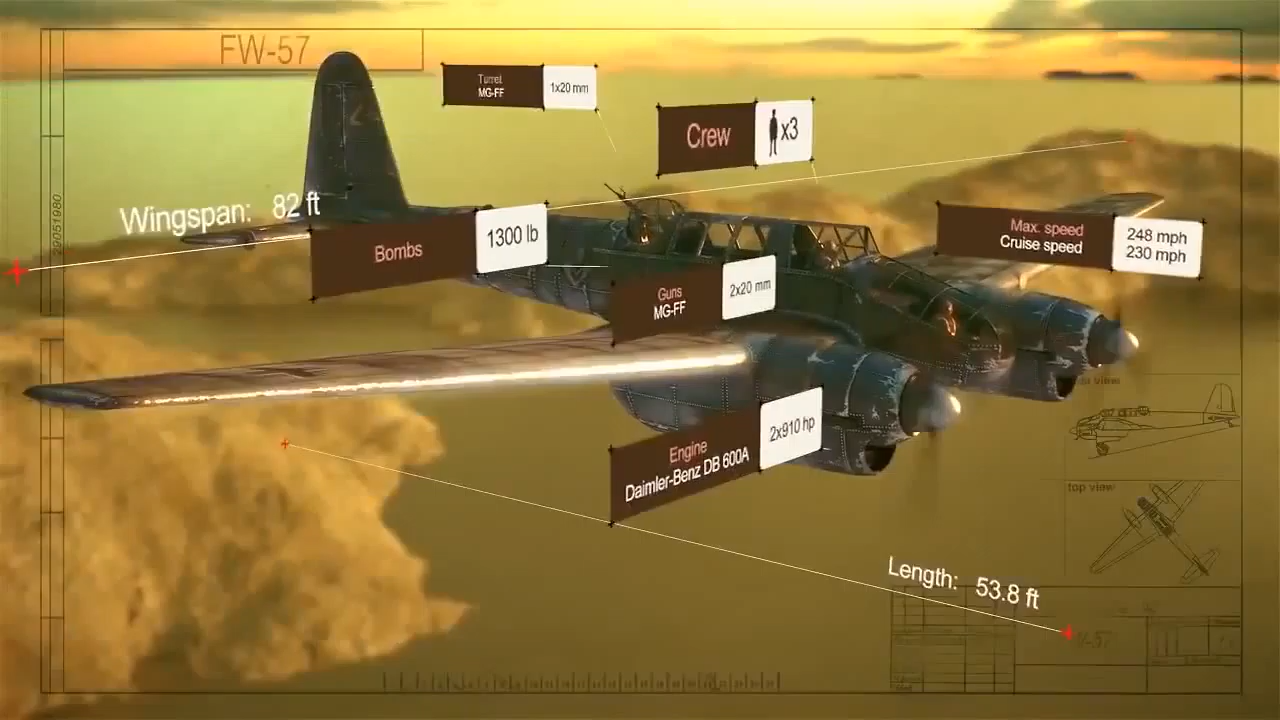 FW-57
Turret
MG-FF
1x20 mm
Crew
x3
Wingspan: 82 ft
Bombs
1300 lb
Max. speed
Cruise speed
248 mph
230 mph
Guns
MG-FF
2x20 mm
Engine
Daimler-Benz DB 600A
2x910 hp
view
top view
Length: 53.8 ft
29051980